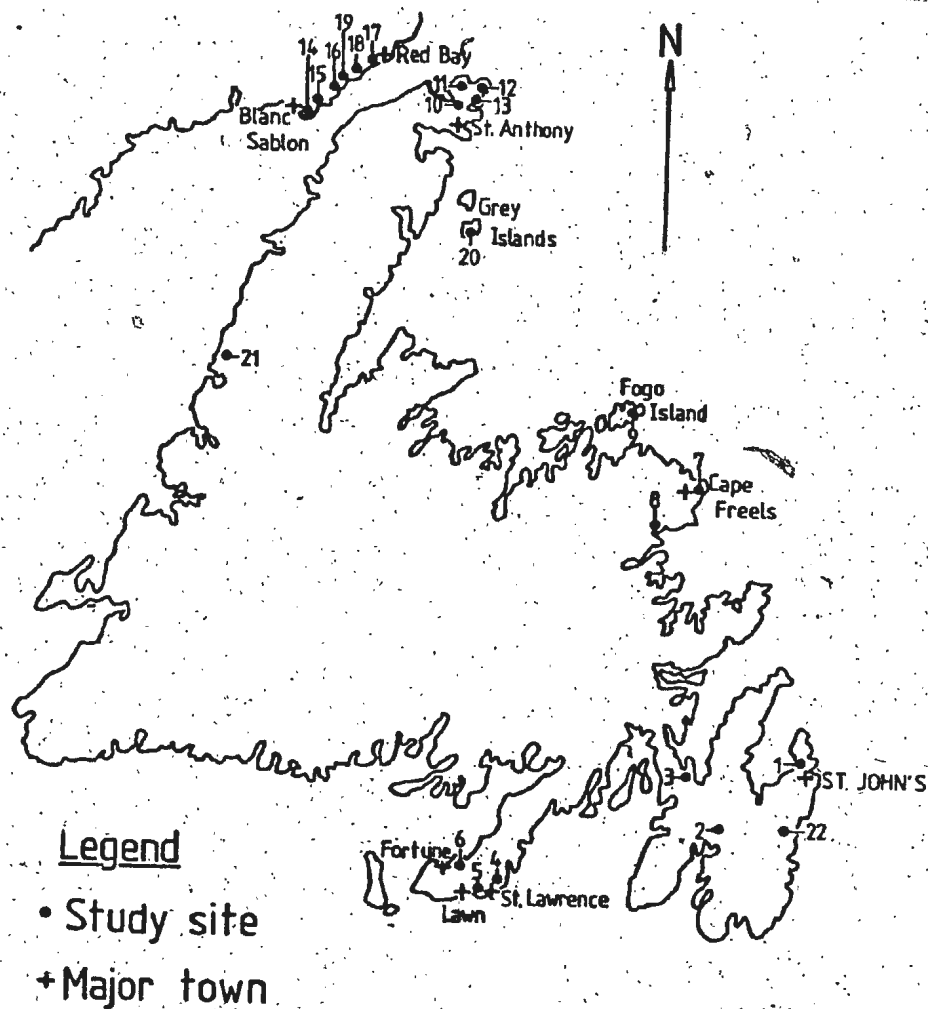 19
14 16 18 17
15
Red Bay
N
Blanc
Sablon
11 12
10 13
St. Anthony
Grey
Islands
20
21
Fogo
Island
9
7
Cape
Freels
8
1
ST. JOHN'S
3
2 22
Legend
Fortune 6
5 4
St. Lawrence
Lawn
• Study site
+ Major town